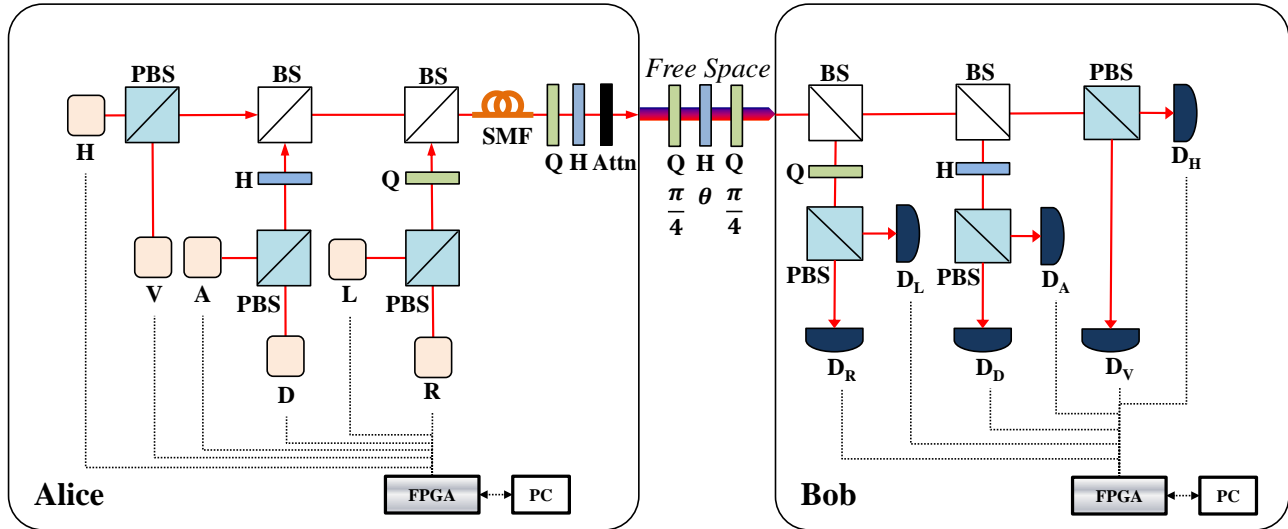 PBS
BS
BS
H
SMF
Q
H
Attn
H
Q
V
A
PBS
L
PBS
D
R
Alice
FPGA
PC
Free Space
Q
H
Q
π/4
θ
π/4
BS
BS
PBS
D_H
Q
H
PBS
D_L
PBS
D_A
D_R
D_D
D_V
Bob
FPGA
PC